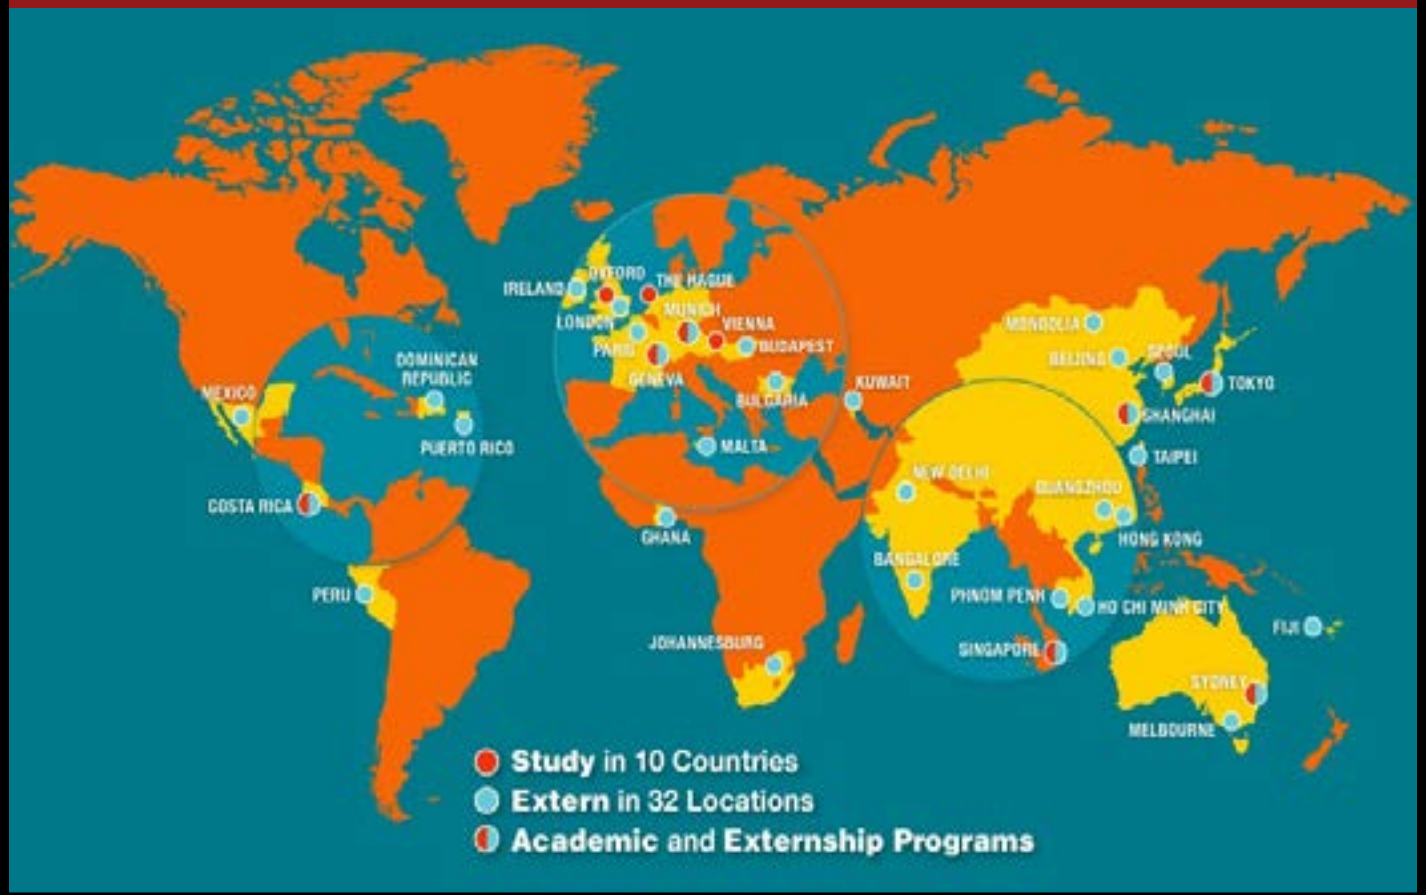 OXFORD
THE HAGUE
IRELAND
MUNICH
LONDON
VIENNA
PARIS
BUDAPEST
GENEVA
BULGARIA
KUWAIT
MALTA
MONGOLIA
BEIJING
SEOUL
TOKYO
SHANGHAI
TAIPEI
DOMINICAN
REPUBLIC
MEXICO
PUERTO RICO
COSTA RICA
NEW DELHI
GUANGZHOU
HONG KONG
GHANA
BANGALORE
PHNOM PENH
HO CHI MINH CITY
PERU
FIJI
JOHANNESBURG
SINGAPORE
SYDNEY
MELBOURNE
Study in 10 Countries
Extern in 32 Locations
Academic and Externship Programs